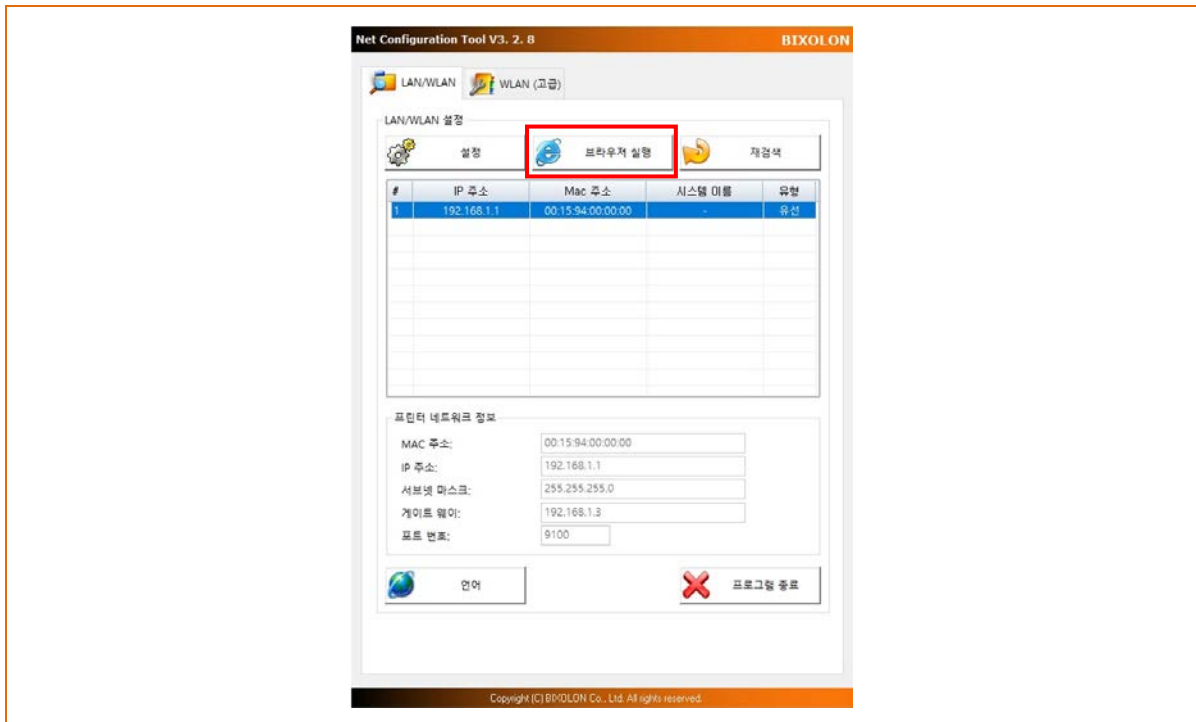 Net Configuration Tool V3. 2. 8 BIXOLON
LAN/WLAN WLAN (고급)
LAN/WLAN 설정
설정 브라우저 실행 재검색
# IP 주소 Mac 주소 시스템 이름 유형
1 192.168.1.1 00:15:94:00:00:00 - 유선
프린터 네트워크 정보
MAC 주소: 00:15:94:00:00:00
IP 주소: 192.168.1.1
서브넷 마스크: 255.255.255.0
게이트 웨이: 192.168.1.3
포트 번호: 9100
언어 프로그램 종료
Copyright (C) BIXOLON Co., Ltd. All rights reserved.